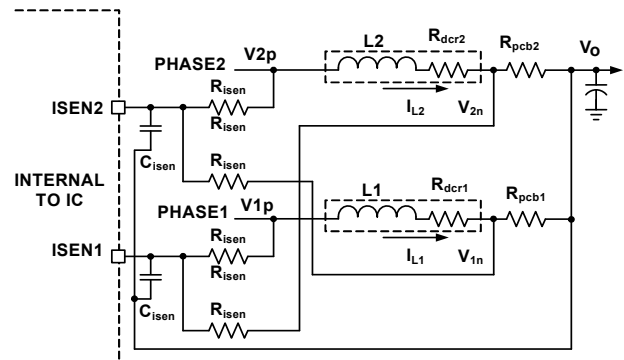 V2p
L2
Rdcr2
Rpcb2
Vo
PHASE2
ISEN2
Risen
Risen
IL2
V2n
Cisen
Risen
INTERNAL
TO IC
PHASE1
V1p
L1
Rdcr1
Rpcb1
ISEN1
Risen
Risen
IL1
V1n
Cisen
Risen